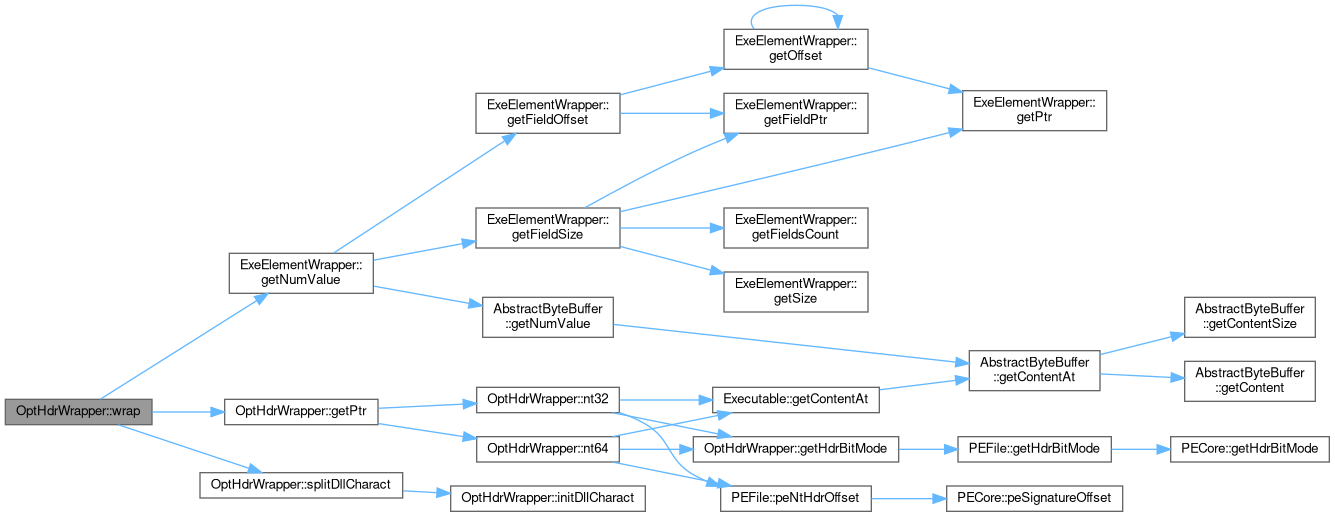 ExeElementWrapper::
getOffset
ExeElementWrapper::
getFieldOffset
ExeElementWrapper::
getFieldPtr
ExeElementWrapper::
getPtr
ExeElementWrapper::
getFieldSize
ExeElementWrapper::
getFieldsCount
ExeElementWrapper::
getNumValue
ExeElementWrapper::
getSize
AbstractByteBuffer
::getNumValue
AbstractByteBuffer
::getContentSize
AbstractByteBuffer
::getContentAt
AbstractByteBuffer
::getContent
OptHdrWrapper::wrap
OptHdrWrapper::getPtr
OptHdrWrapper::nt32
Executable::getContentAt
OptHdrWrapper::nt64
OptHdrWrapper::getHdrBitMode
PEFile::getHdrBitMode
PECore::getHdrBitMode
OptHdrWrapper::splitDllCharact
OptHdrWrapper::initDllCharact
PEFile::peNtHdrOffset
PECore::peSignatureOffset